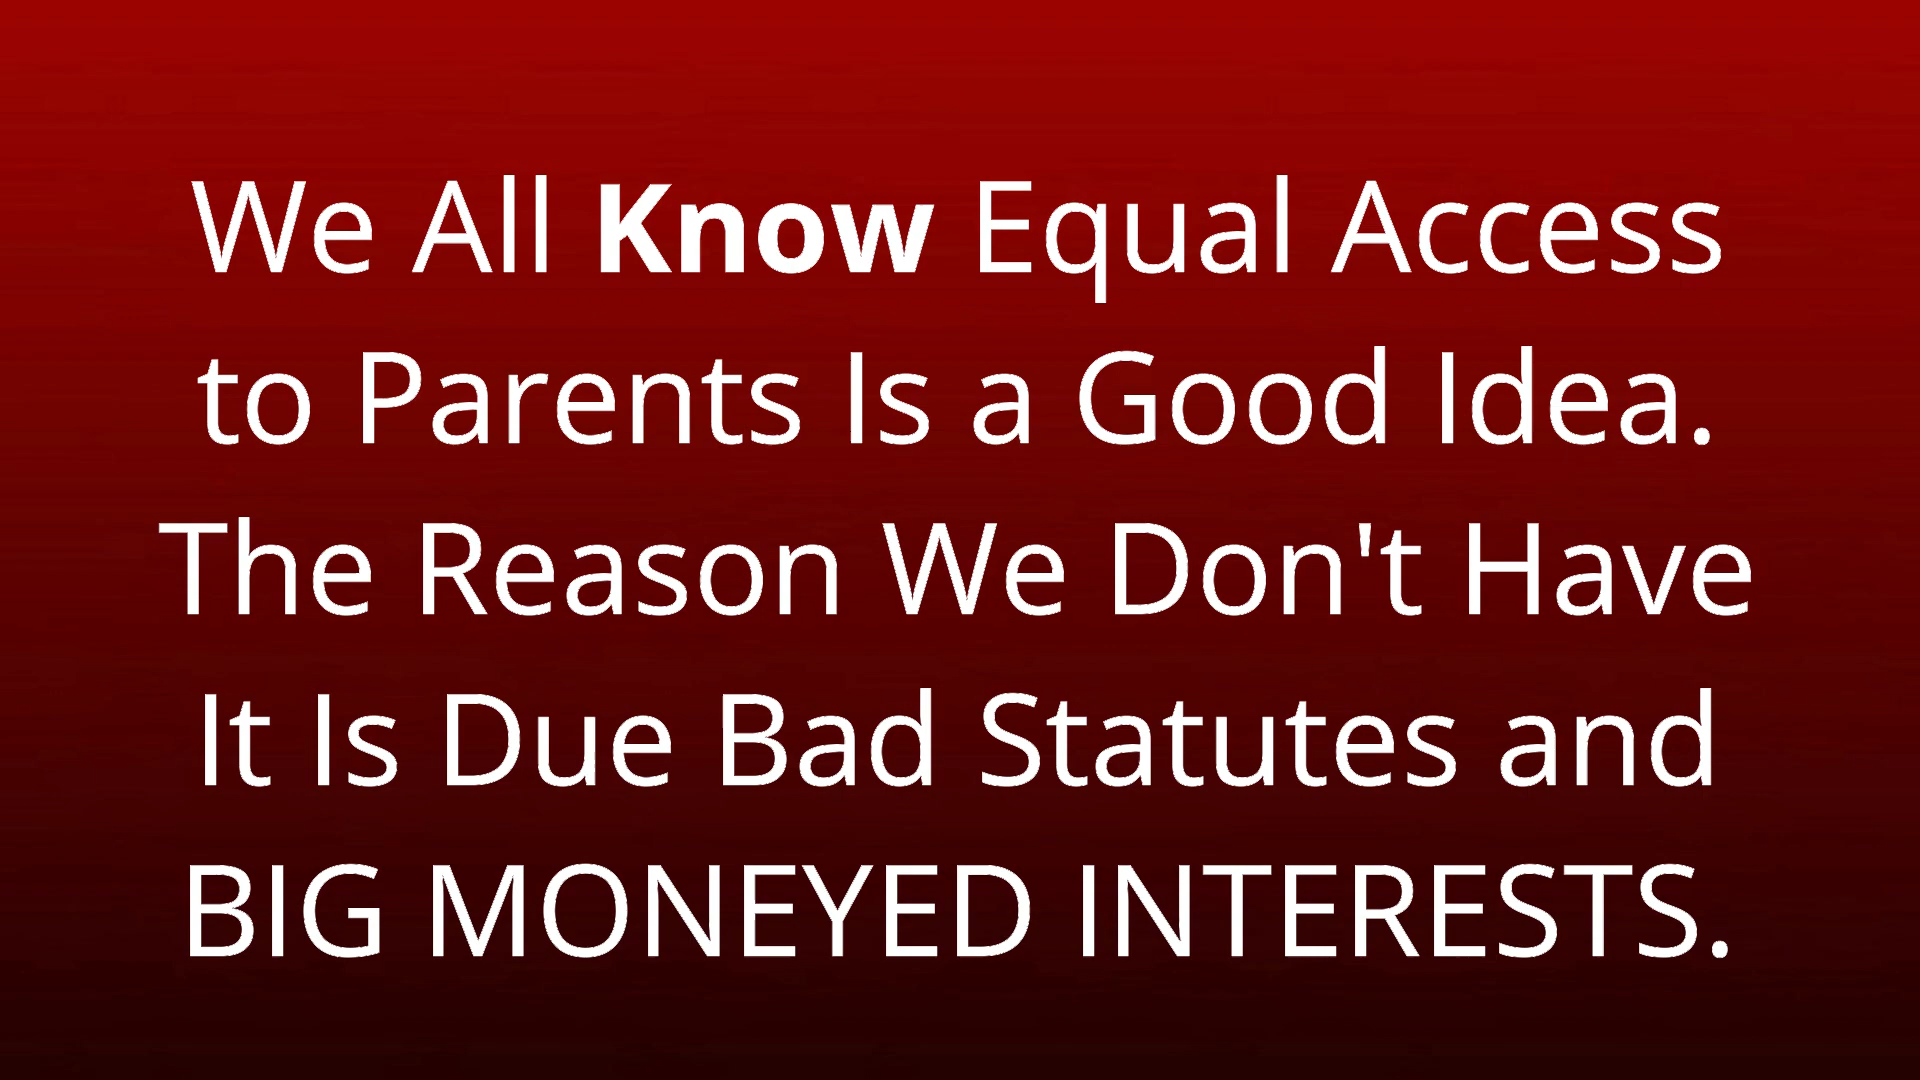 We All Know Equal Access
to Parents Is a Good Idea.
The Reason We Don't Have
It Is Due Bad Statutes and
BIG MONEYED INTERESTS.